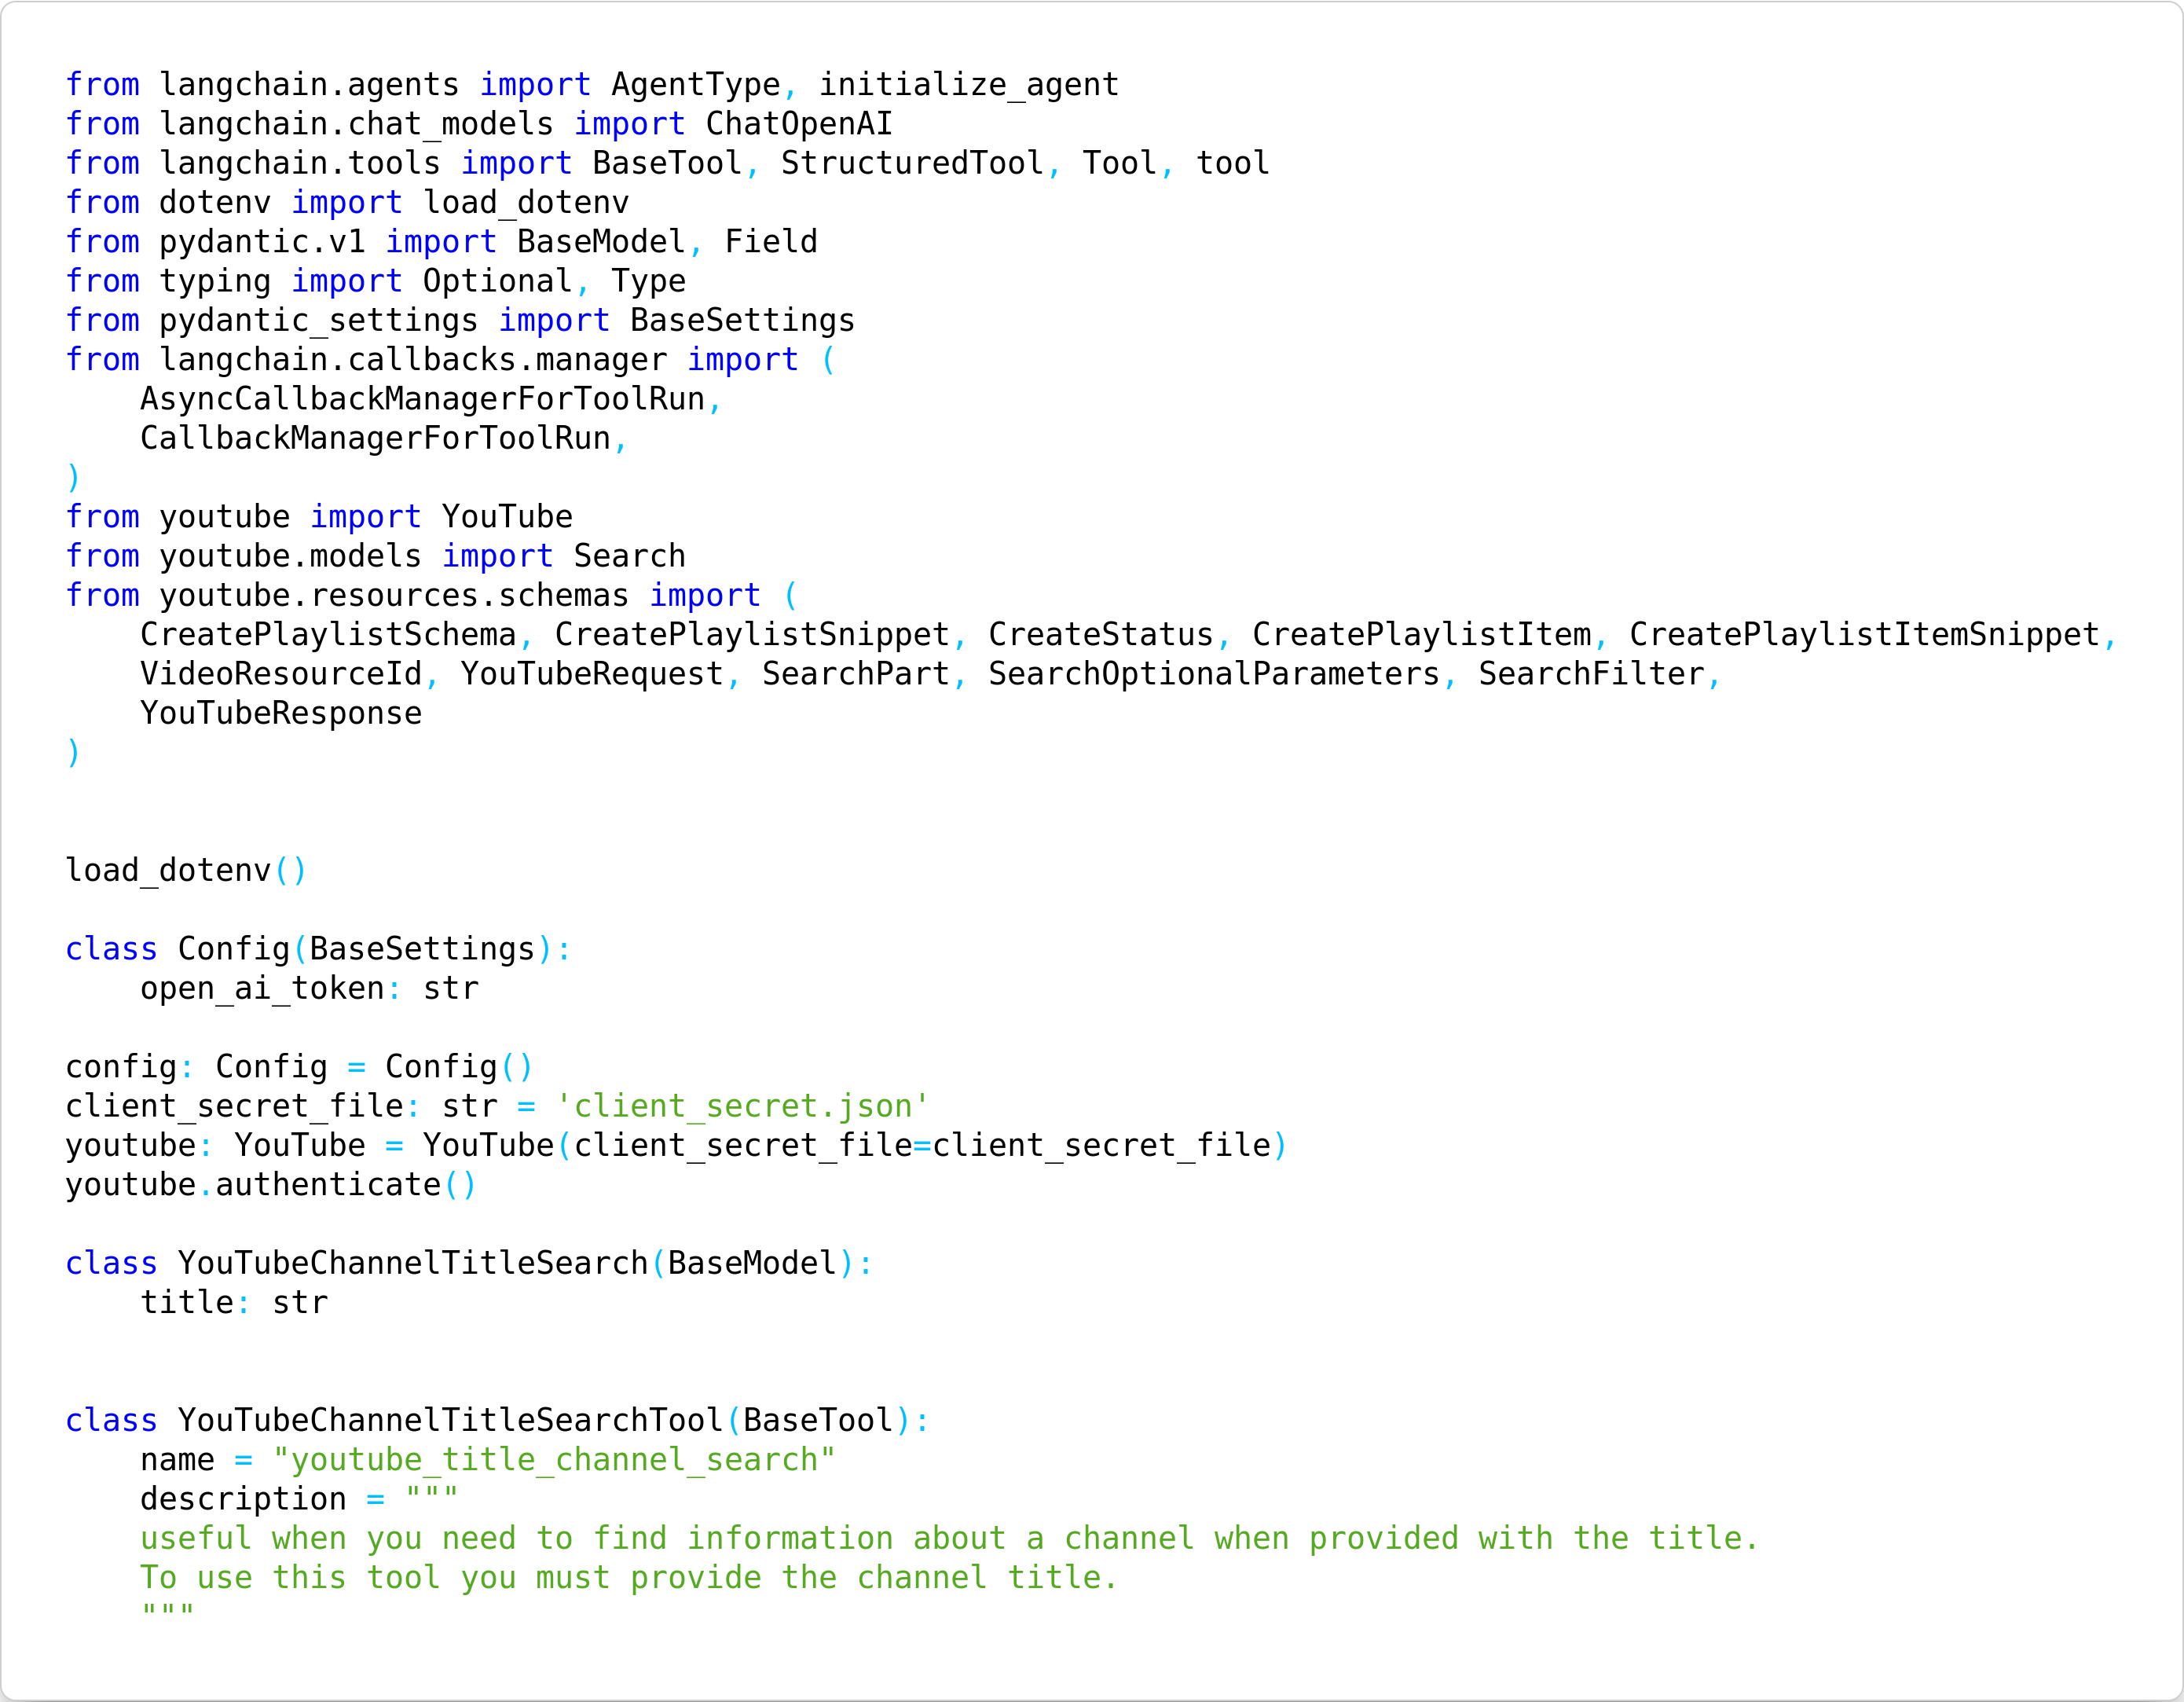 from langchain.agents import AgentType, initialize_agent
from langchain.chat_models import ChatOpenAI
from langchain.tools import BaseTool, StructuredTool, Tool, tool
from dotenv import load_dotenv
from pydantic.v1 import BaseModel, Field
from typing import Optional, Type
from pydantic_settings import BaseSettings
from langchain.callbacks.manager import (
    AsyncCallbackManagerForToolRun,
    CallbackManagerForToolRun,
)
from youtube import YouTube
from youtube.models import Search
from youtube.resources.schemas import (
    CreatePlaylistSchema, CreatePlaylistSnippet, CreateStatus, CreatePlaylistItem, CreatePlaylistItemSnippet,
    VideoResourceId, YouTubeRequest, SearchPart, SearchOptionalParameters, SearchFilter,
    YouTubeResponse
)
load_dotenv()
class Config(BaseSettings):
    open_ai_token: str
config: Config = Config()
client_secret_file: str = 'client_secret.json'
youtube: YouTube = YouTube(client_secret_file=client_secret_file)
youtube.authenticate()
class YouTubeChannelTitleSearch(BaseModel):
    title: str
class YouTubeChannelTitleSearchTool(BaseTool):
    name = "youtube_title_channel_search"
    description = """
    useful when you need to find information about a channel when provided with the title.
    To use this tool you must provide the channel title.
    """